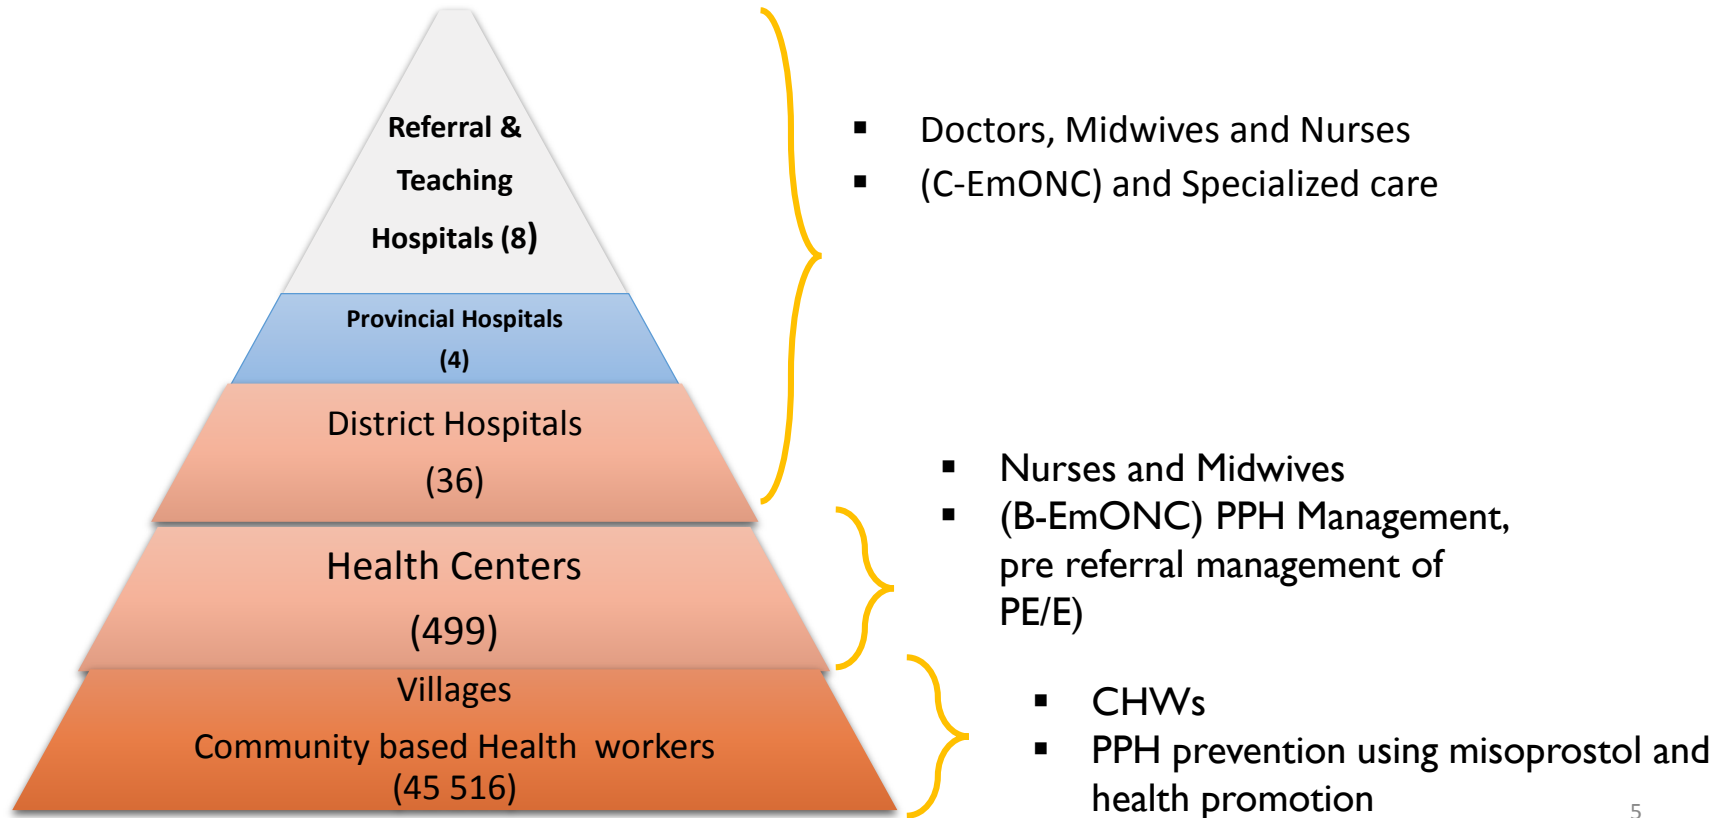 Referral &
Teaching
Hospitals (8)
Provincial Hospitals
(4)
District Hospitals
(36)
Health Centers
(499)
Villages
Community based Health workers
(45 516)
▪ Doctors, Midwives and Nurses
▪ (C-EmONC) and Specialized care
▪ Nurses and Midwives
▪ (B-EmONC) PPH Management,
pre referral management of
PE/E)
▪ CHWs
▪ PPH prevention using misoprostol and
health promotion
5